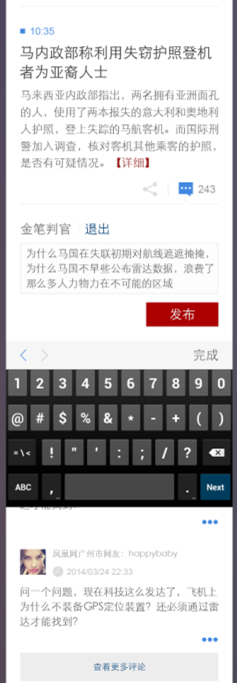 10:35
马内政部称利用失窃护照登机
者为亚裔人士
马来西亚内政部指出，两名拥有亚洲面孔
的人，使用了两本报失的意大利和奥地利
人护照，登上失踪的马航客机。而国际刑
警加入调查，核对客机其他乘客的护照，
是否有可疑情况。【详细】
243
金笔判官 退出
为什么马国在失联初期对航线遮遮掩掩，
为什么马国不早些公布雷达数据，浪费了
那么多人力物力在不可能的区域
发布
完成
1 2 3 4 5 6 7 8 9 0
@ # $ % & * - + ( )
= \ < ! " ' : ; / ?
ABC , . Next
凤凰网广州市网友：happybaby
2014/03/24 22:33
问一个问题，现在科技这么发达了，飞机上
为什么不装备GPS定位装置？还必须通过雷
达才能找到？
查看更多评论